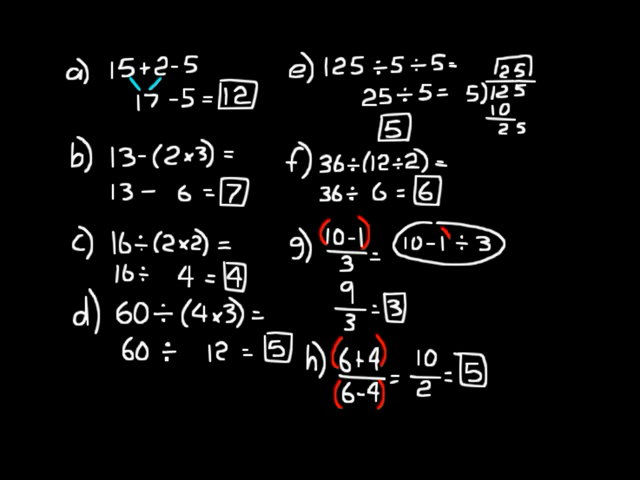 a) 15+2-5
17 -5 = 12
b) 13-(2×3) =
13 - 6 = 7
c) 16÷(2×2) =
16÷ 4 = 4
d) 60÷(4×3) =
60 ÷ 12 = 5
e) 125 ÷5 ÷5 =
25÷5 =
5
125
5)125
10
25
f) 36÷(12÷2) =
36÷ 6 = 6
g) (10-1)
3 =
10-1) ÷ 3
9
3 = 3
h) (6+4)
(6-4) = 10
2 = 5